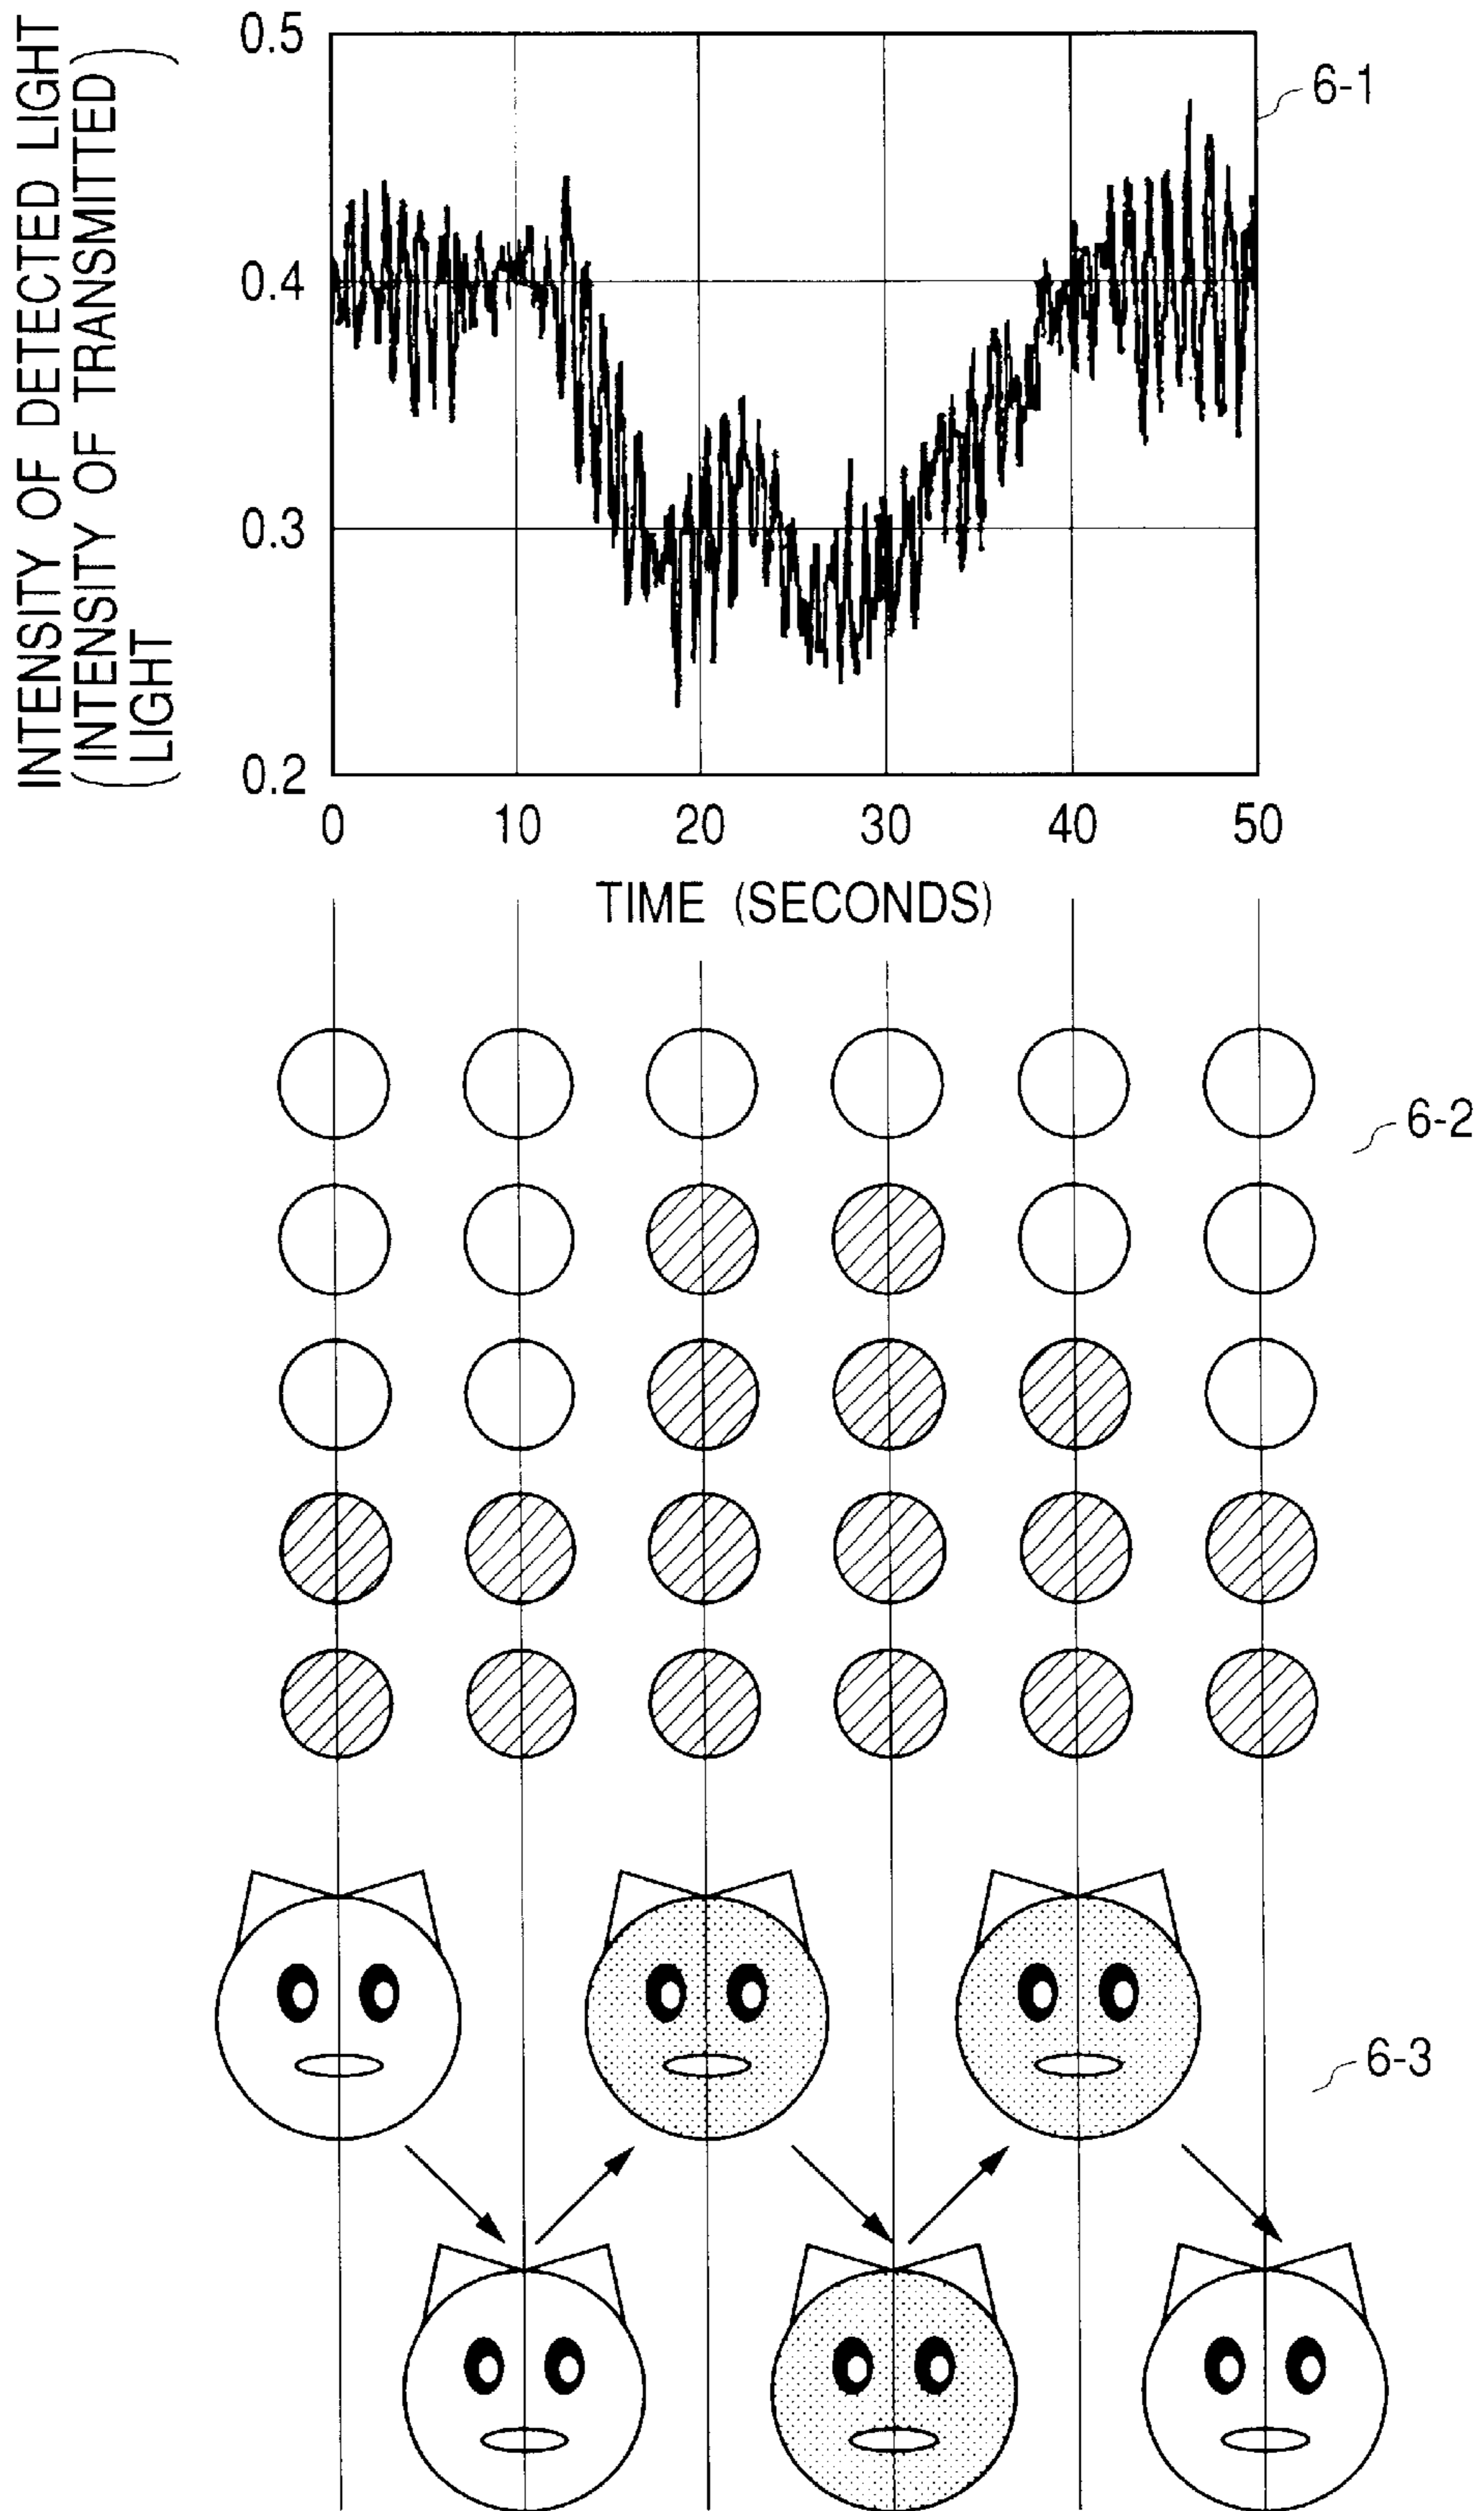 INTENSITY OF DETECTED LIGHT
(INTENSITY OF TRANSMITTED
LIGHT)
0.5
0.4
0.3
0.2
6-1
0 10 20 30 40 50
TIME (SECONDS)
6-2
6-3